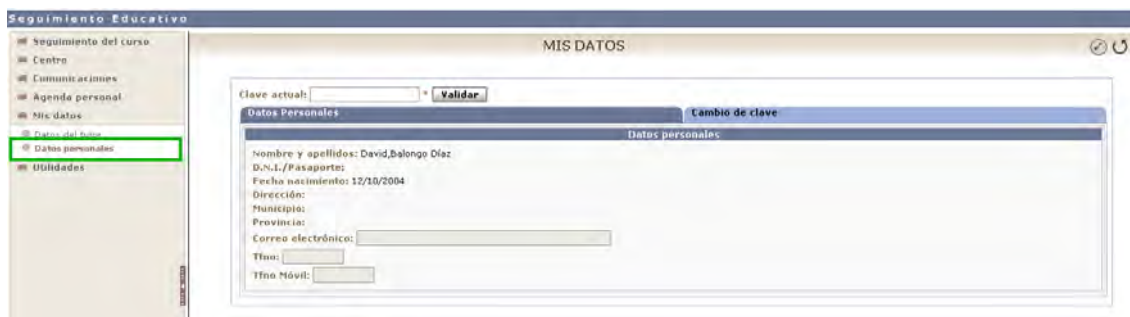 Seguimiento Educativo
Seguimiento del curso
Centro
Comunicaciones
Agenda personal
Mis datos
Datos del tutor
Datos personales
Utilidades
MIS DATOS
Clave actual: * Validar
Datos Personales Cambio de clave
Datos personales
Nombre y apellidos: David,Balongo Díaz
D.N.I./Pasaporte:
Fecha nacimiento: 12/10/2004
Dirección:
Municipio:
Provincia:
Correo electrónico:
Tfno:
Tfno Móvil: